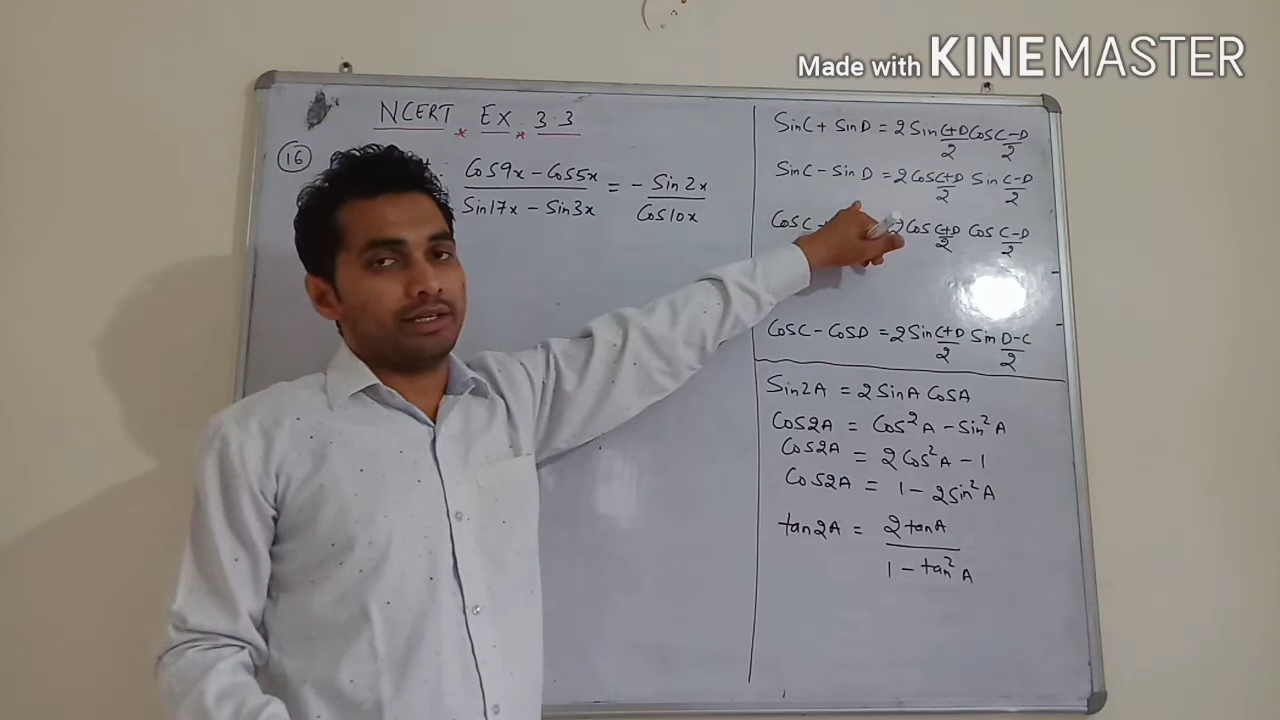 Made with KINEMASTER
NCERT EX 3.3
16
t: Cos9x - Cos5x / Sin17x - Sin3x = - Sin2x / Cos10x
SinC + SinD = 2 Sin C+D/2 Cos C-D/2
SinC - SinD = 2 Cos C+D/2 Sin C-D/2
CosC + 2 Cos C+D/2 Cos C-D/2
CosC - CosD = 2 Sin C+D/2 Sin D-C/2
Sin2A = 2 SinA CosA
Cos2A = Cos²A - Sin²A
Cos2A = 2Cos²A - 1
Cos2A = 1 - 2Sin²A
tan2A = 2tanA / 1 - tan²A